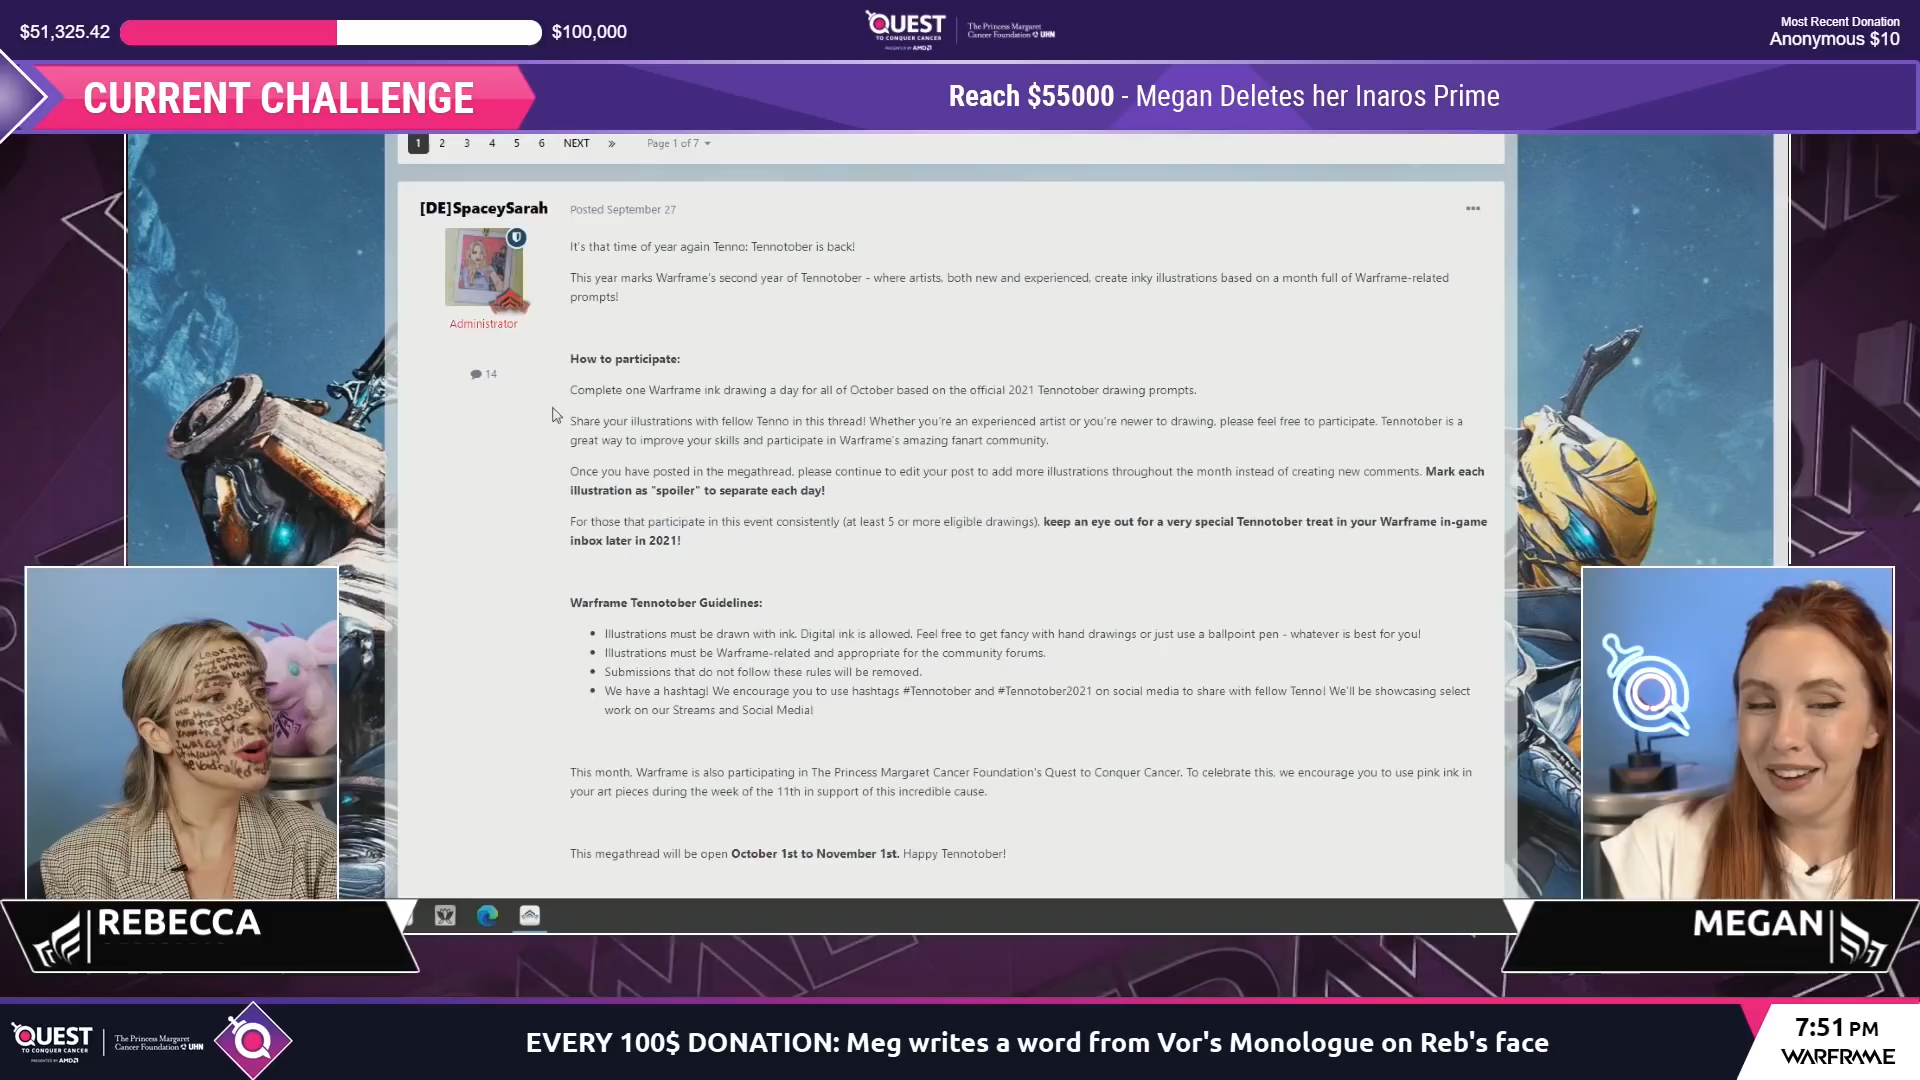 $51,325.42
$100,000
QUEST
TO CONQUER CANCER
PRESENTED BY AMD
The Princess Margaret
Cancer Foundation UHN
Most Recent Donation
Anonymous $10
CURRENT CHALLENGE
Reach $55000 - Megan Deletes her Inaros Prime
1 2 3 4 5 6 NEXT » Page 1 of 7
[DE]SpaceySarah
Administrator
14
Posted September 27
It's that time of year again Tenno: Tennotober is back!
This year marks Warframe's second year of Tennotober - where artists, both new and experienced, create inky illustrations based on a month full of Warframe-related
prompts!
How to participate:
Complete one Warframe ink drawing a day for all of October based on the official 2021 Tennotober drawing prompts.
Share your illustrations with fellow Tenno in this thread! Whether you're an experienced artist or you're newer to drawing, please feel free to participate. Tennotober is a
great way to improve your skills and participate in Warframe's amazing fanart community.
Once you have posted in the megathread, please continue to edit your post to add more illustrations throughout the month instead of creating new comments. Mark each
illustration as "spoiler" to separate each day!
For those that participate in this event consistently (at least 5 or more eligible drawings), keep an eye out for a very special Tennotober treat in your Warframe in-game
inbox later in 2021!
Warframe Tennotober Guidelines:
• Illustrations must be drawn with ink. Digital ink is allowed. Feel free to get fancy with hand drawings or just use a ballpoint pen - whatever is best for you!
• Illustrations must be Warframe-related and appropriate for the community forums.
• Submissions that do not follow these rules will be removed.
• We have a hashtag! We encourage you to use hashtags #Tennotober and #Tennotober2021 on social media to share with fellow Tenno! We'll be showcasing select
work on our Streams and Social Media!
This month, Warframe is also participating in The Princess Margaret Cancer Foundation's Quest to Conquer Cancer. To celebrate this, we encourage you to use pink ink in
your art pieces during the week of the 11th in support of this incredible cause.
This megathread will be open October 1st to November 1st. Happy Tennotober!
Look at
REBECCA
MEGAN
QUEST
TO CONQUER CANCER
PRESENTED BY AMD
The Princess Margaret
Cancer Foundation UHN
EVERY 100$ DONATION: Meg writes a word from Vor's Monologue on Reb's face
7:51 PM
WARFRAME